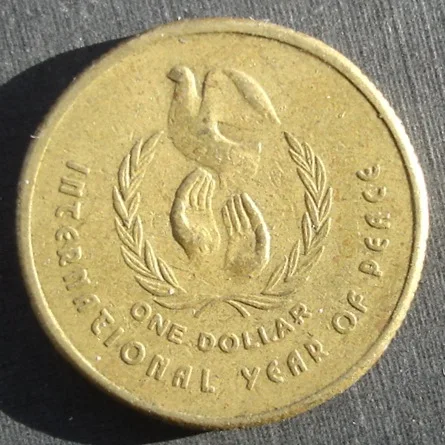 ONE DOLLAR
INTERNATIONAL YEAR OF PEACE